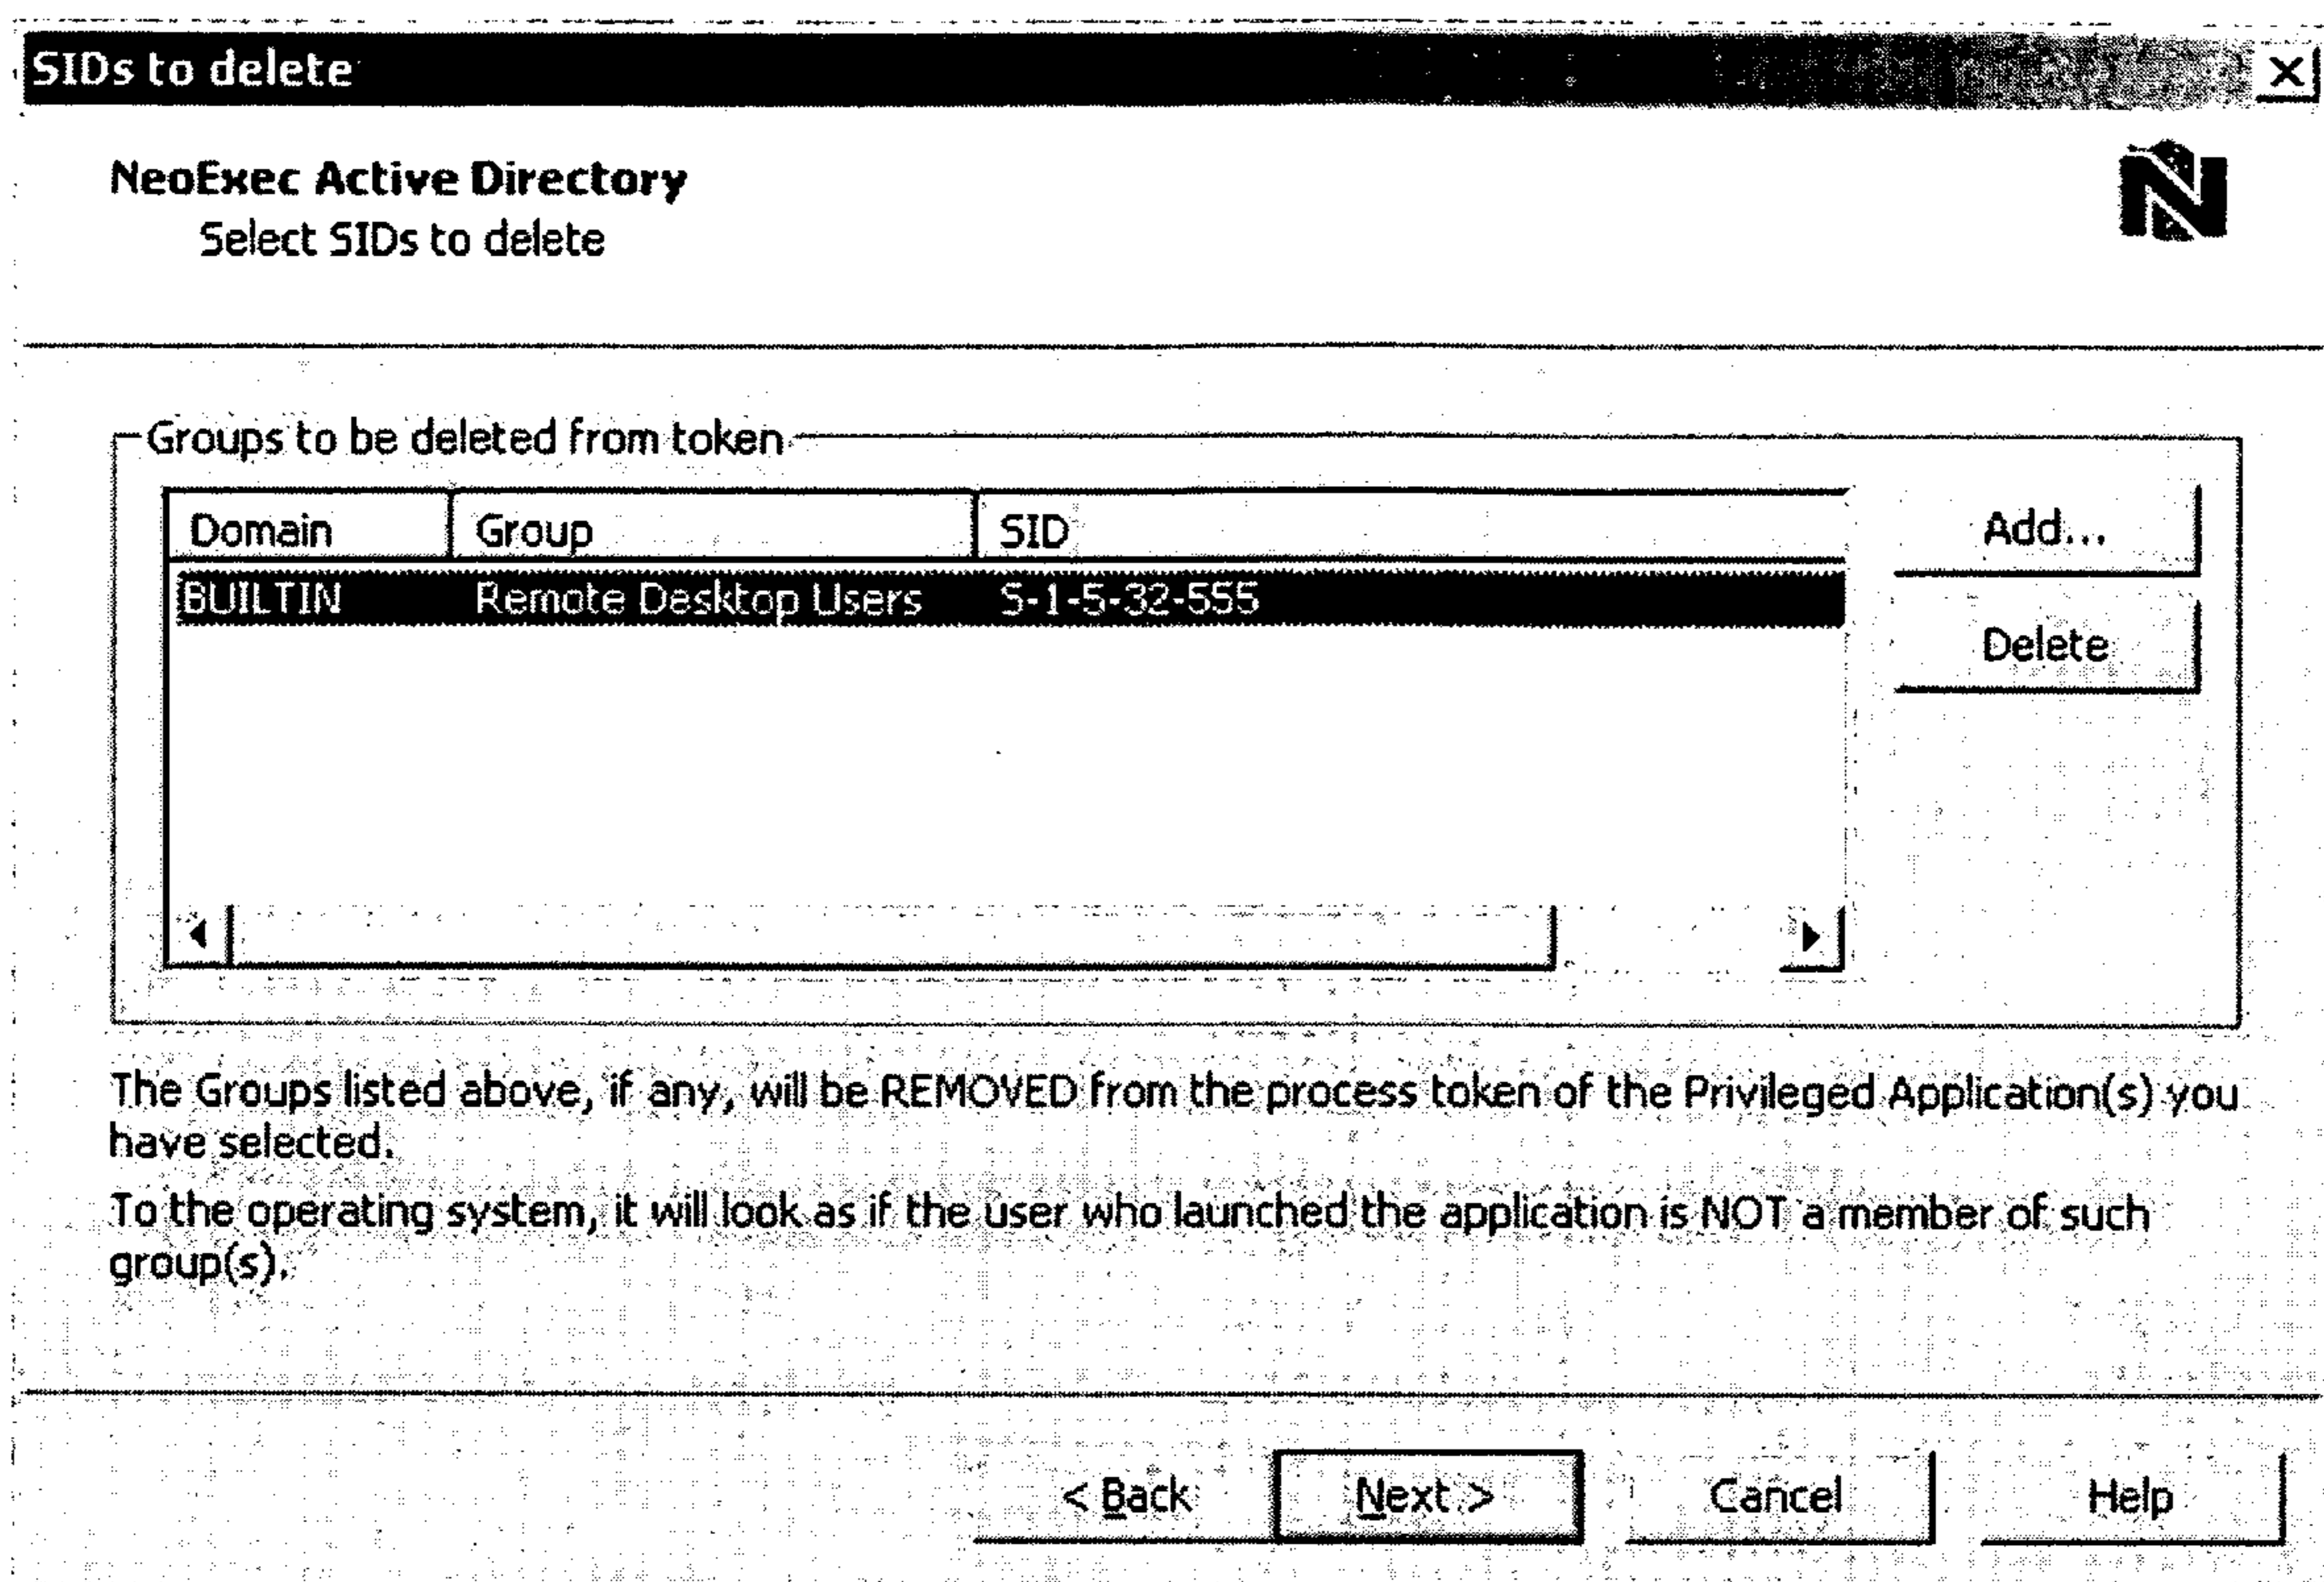 SIDs to delete
NeoExec Active Directory
Select SIDs to delete
Groups to be deleted from token
Domain Group SID
BUILTIN Remote Desktop Users S-1-5-32-555
Add...
Delete
The Groups listed above, if any, will be REMOVED from the process token of the Privileged Application(s) you
have selected.
To the operating system, it will look as if the user who launched the application is NOT a member of such
group(s).
< Back Next > Cancel Help